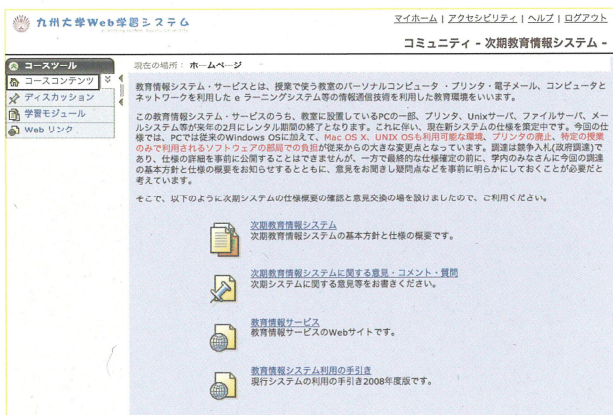 九州大学Web学習システム
マイホーム | アクセシビリティ | ヘルプ | ログアウト
コミュニティ - 次期教育情報システム -
コースツール
現在の場所: ホームページ
コースコンテンツ
ディスカッション
学習モジュール
Web リンク
教育情報システム・サービスとは、授業で使う教室のパーソナルコンピュータ・プリンタ・電子メール、コンピュータと
ネットワークを利用した e ラーニングシステム等の情報通信技術を利用した教育環境をいいます。
この教育情報システム・サービスのうち、教室に設置しているPCの一部、プリンタ、Unixサーバ、ファイルサーバ、メー
ルシステム等が来年の2月にレンタル期間の終了となります。これに伴い、現在新システムの仕様を策定中です。今回の仕
様では、PCでは従来のWindows OSに加えて、Mac OS X、UNIX OSも利用可能な環境、プリンタの廃止、特定の授業
のみで利用されるソフトウェアの部局での負担が従来からの大きな変更点となっています。調達は競争入札(政府調達)で
あり、仕様の詳細を事前に公開することはできませんが、一方で最終的な仕様確定の前に、学内のみなさんに今回の調達
の基本方針と仕様の概要をお知らせするとともに、意見をお聞きし疑問点などを事前に明らかにしておくことが必要だと
考えています。
そこで、以下のように次期システムの仕様概要の確認と意見交換の場を設けましたので、ご利用ください。
次期教育情報システム
次期教育情報システムの基本方針と仕様の概要です。
次期教育情報システムに関する意見・コメント・質問
次期システムに関する意見等をお書きください。
教育情報サービス
教育情報サービスのWebサイトです。
教育情報システム利用の手引き
現行システムの利用の手引き2008年度版です。